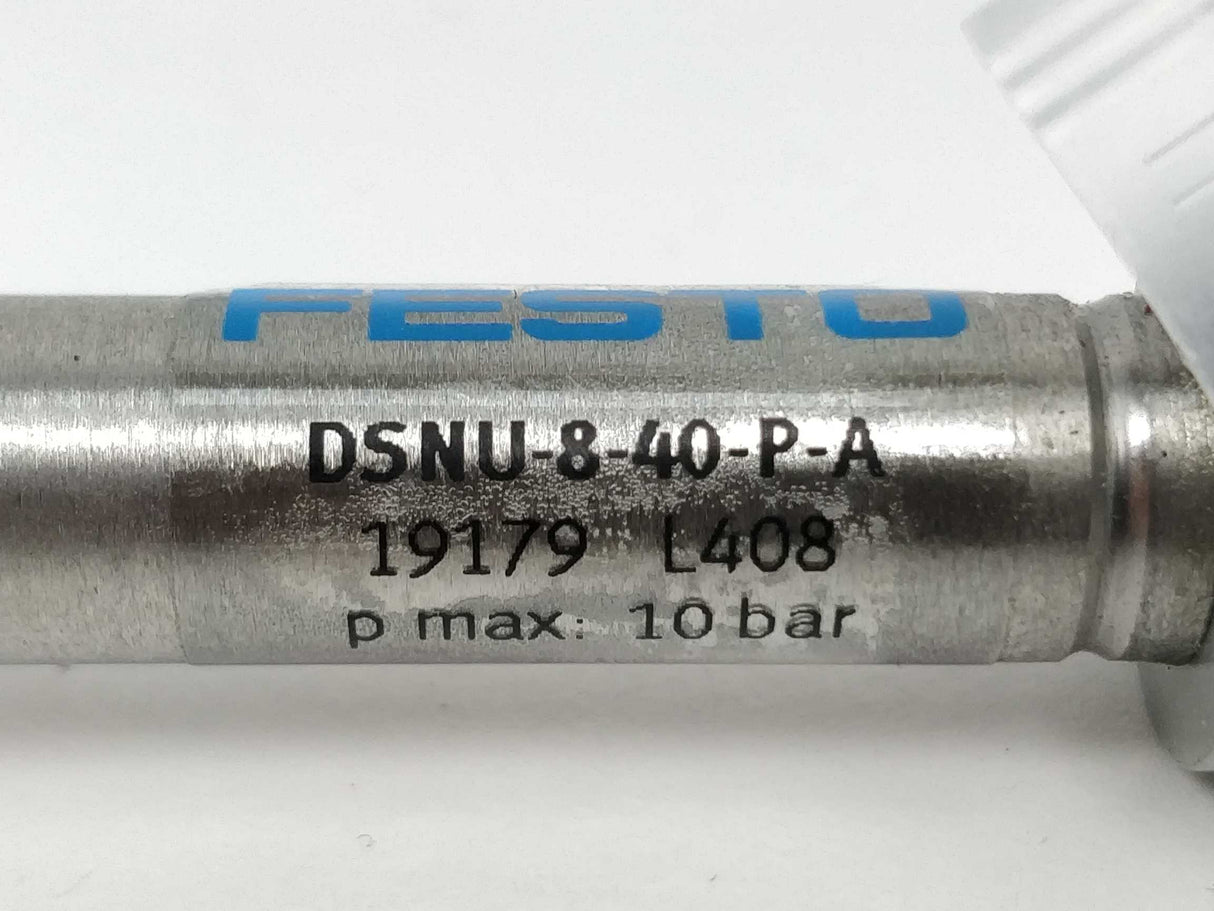 FESTO
DSNU-8-40-P-A
19179 L408
p max: 10 bar